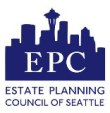 EPC
ESTATE PLANNING
COUNCIL OF SEATTLE